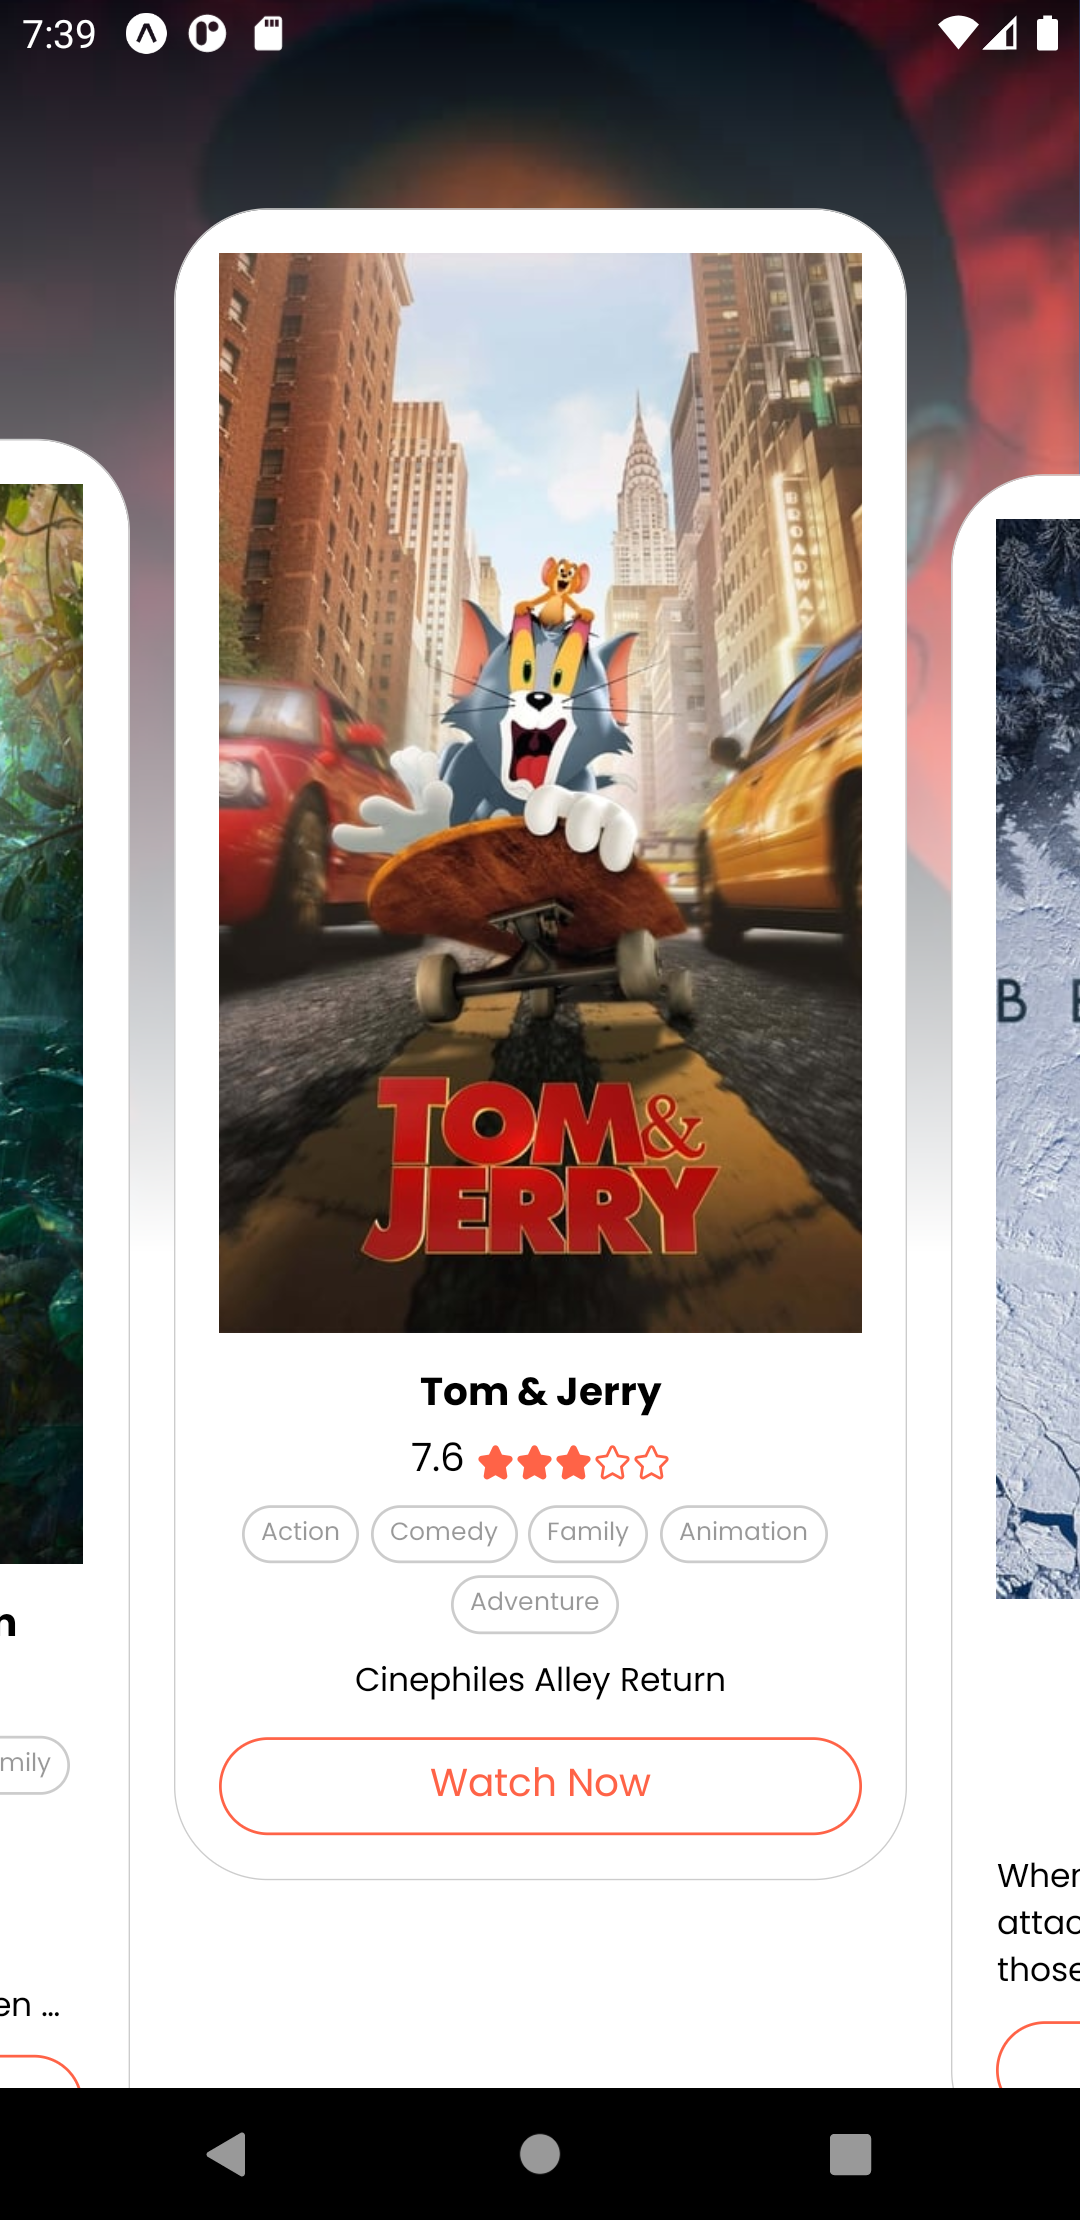 7:39
BROADWAY
TOM &
JERRY
B
Tom & Jerry
7.6
Action Comedy Family Animation
Adventure
Cinephiles Alley Return
Watch Now
mily
en ...
attac
those